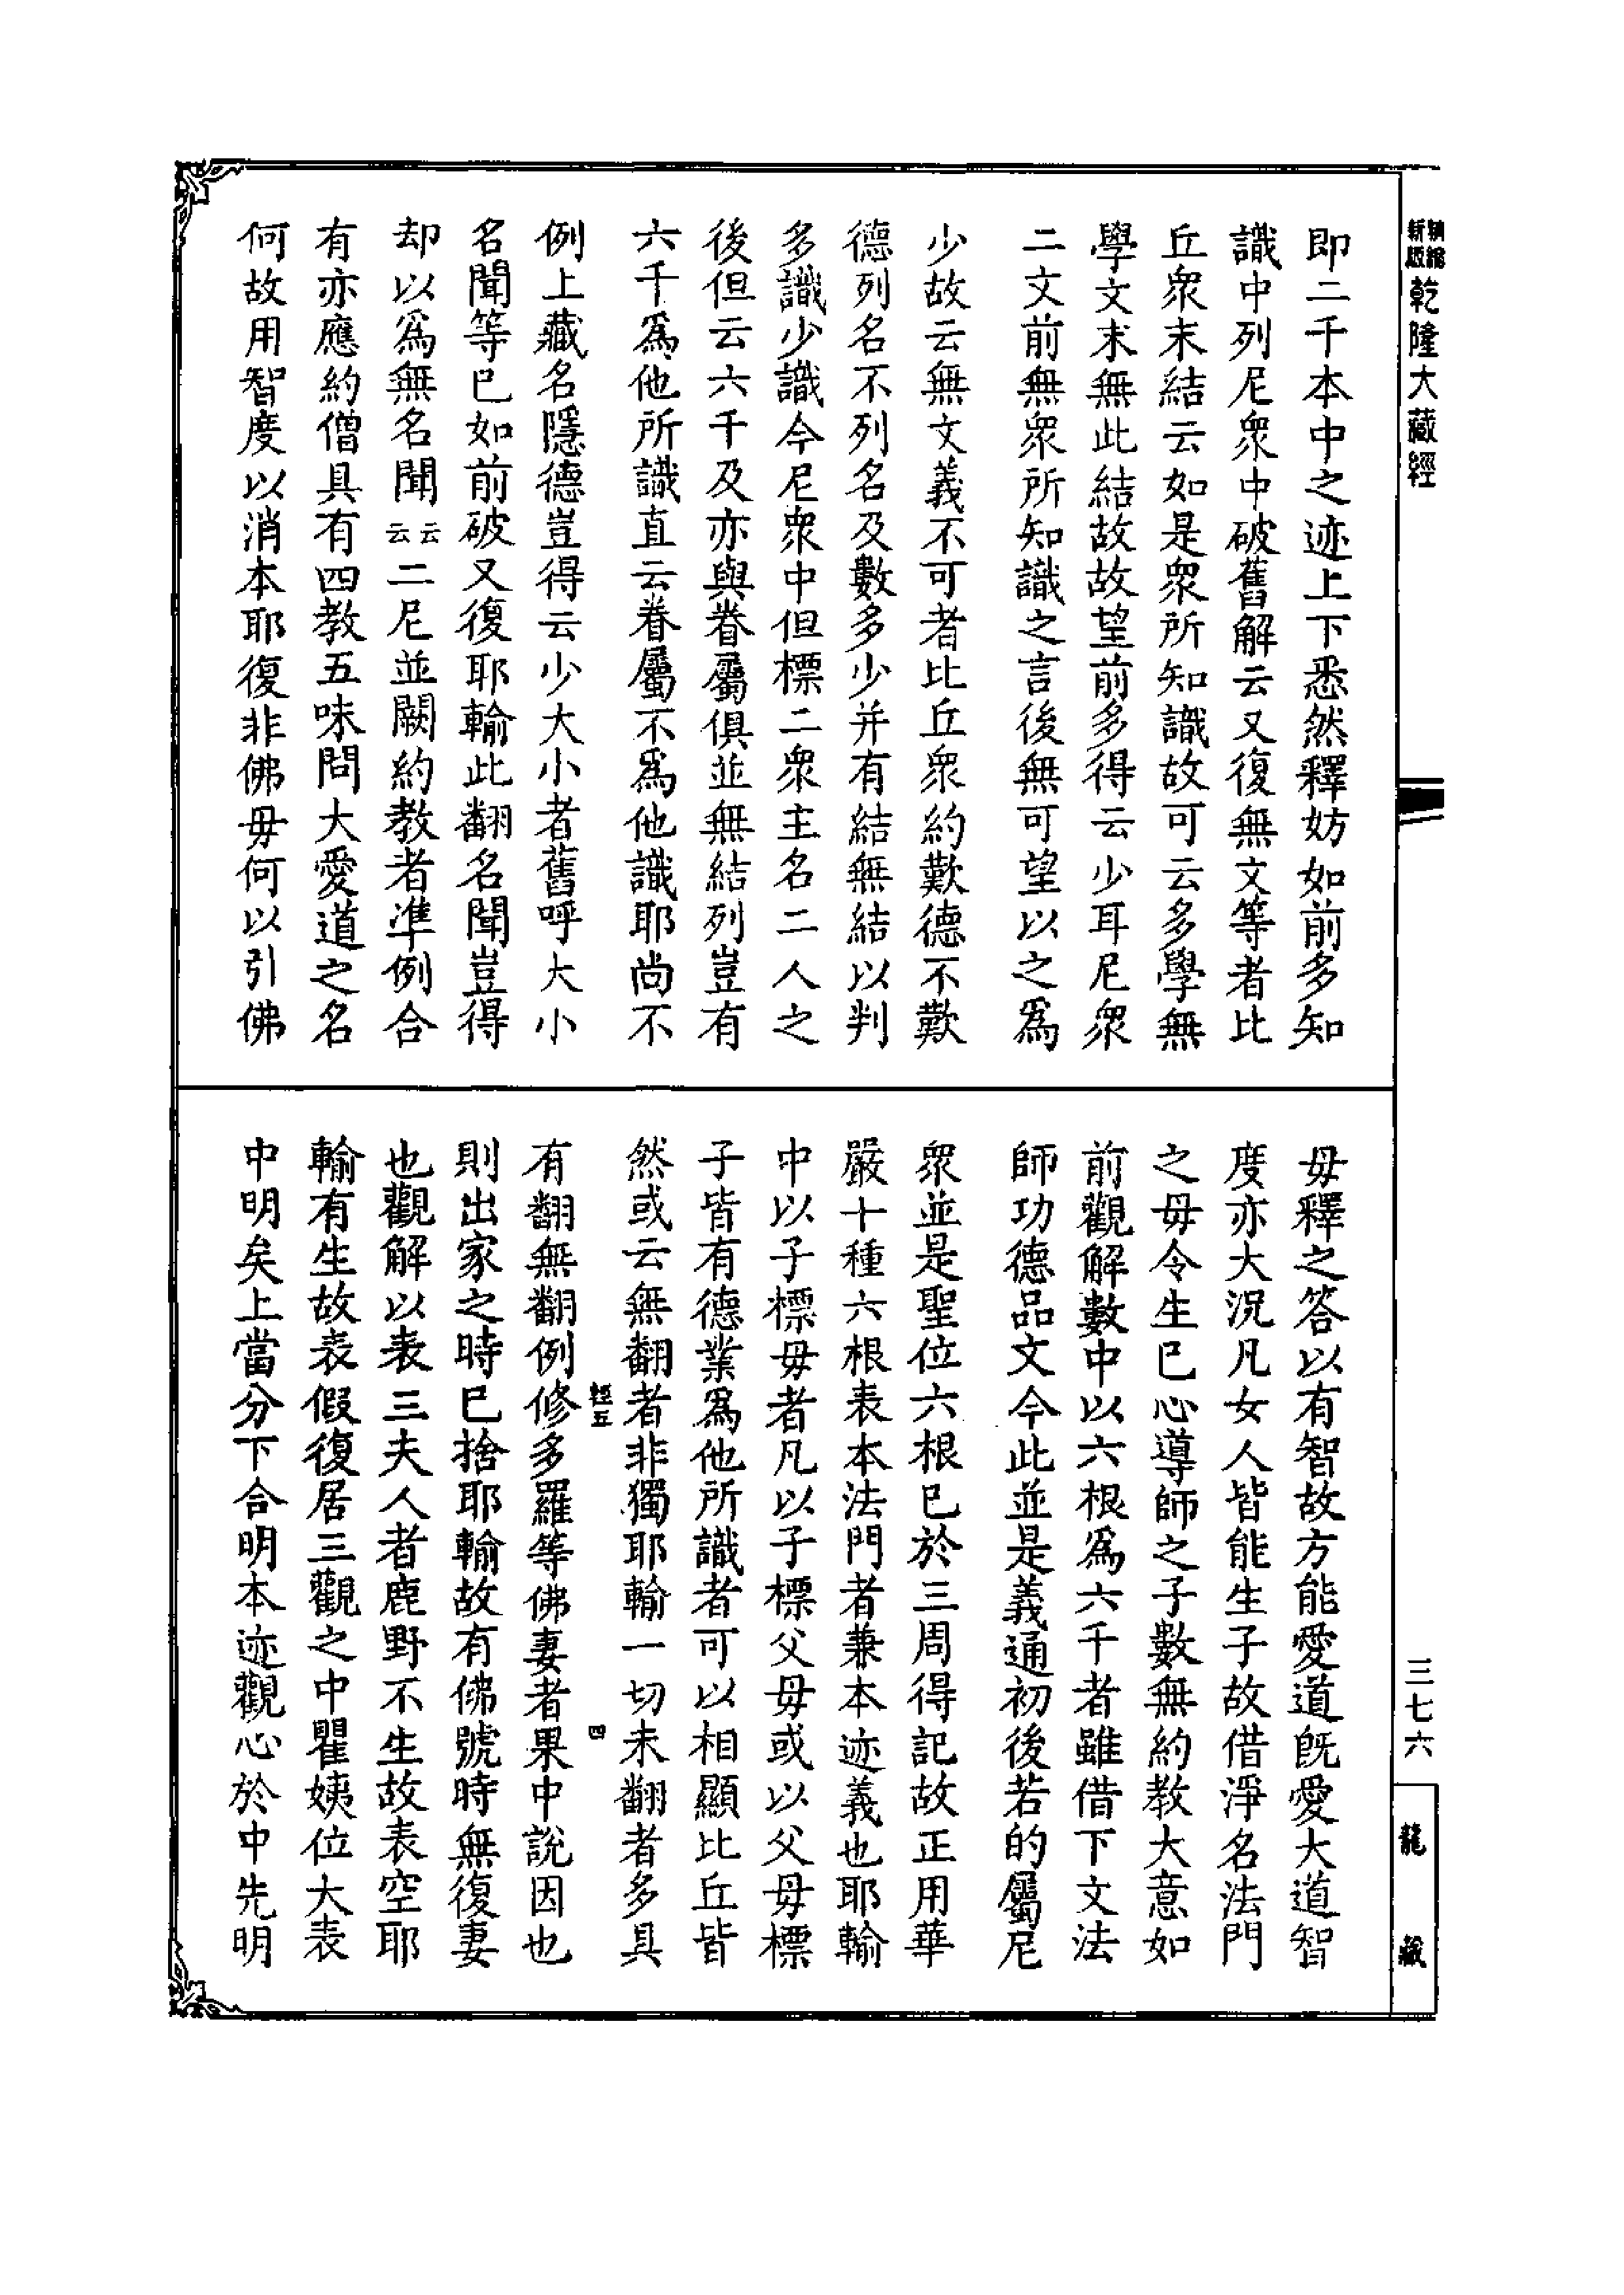 新版精縮
乾隆大藏經
即二千本中之迹上下悉然釋妨如前多知
識中列尼眾中破舊解云又復無文等者比
丘眾末結云如是眾所知識故可云多學無
學文末無此結故故望前多得云少耳尼眾
二文前無眾所知識之言後無可望以之爲
少故云無文義不可者比丘眾約歎德不歎
德列名不列名及數多少并有結無結以判
多識少識今尼眾中但標二眾主名二人之
後但云六千及亦與眷屬俱並無結列豈有
六千爲他所識直云眷屬不爲他識耶尚不
例上藏名隱德豈得云少大小者舊呼大小
名聞等已如前破又復耶輸此翻名聞豈得
却以爲無名聞云云二尼並闕約教者準例合
有亦應約僧具有四教五味問大愛道之名
何故用智度以消本耶復非佛毋何以引佛
毋釋之答以有智故方能愛道旣愛大道智
度亦大況凡女人皆能生子故借淨名法門
之毋令生已心導師之子數無約教大意如
前觀解數中以六根爲六千者雖借下文法
師功德品文今此並是義通初後若的屬尼
眾並是聖位六根已於三周得記故正用華
嚴十種六根表本法門者兼本迹義也耶輸
中以子標毋者凡以子標父毋或以父毋標
子皆有德業爲他所識者可以相顯比丘皆
然或云無翻者非獨耶輸一切未翻者多具
四
有翻無翻例修多羅等佛妻者果中說因也
則出家之時已捨耶輸故有佛號時無復妻
也觀解以表三夫人者鹿野不生故表空耶
輸有生故表假復居三觀之中瞿姨位大表
中明矣上當分下合明本迹觀心於中先明
三七六
龍藏